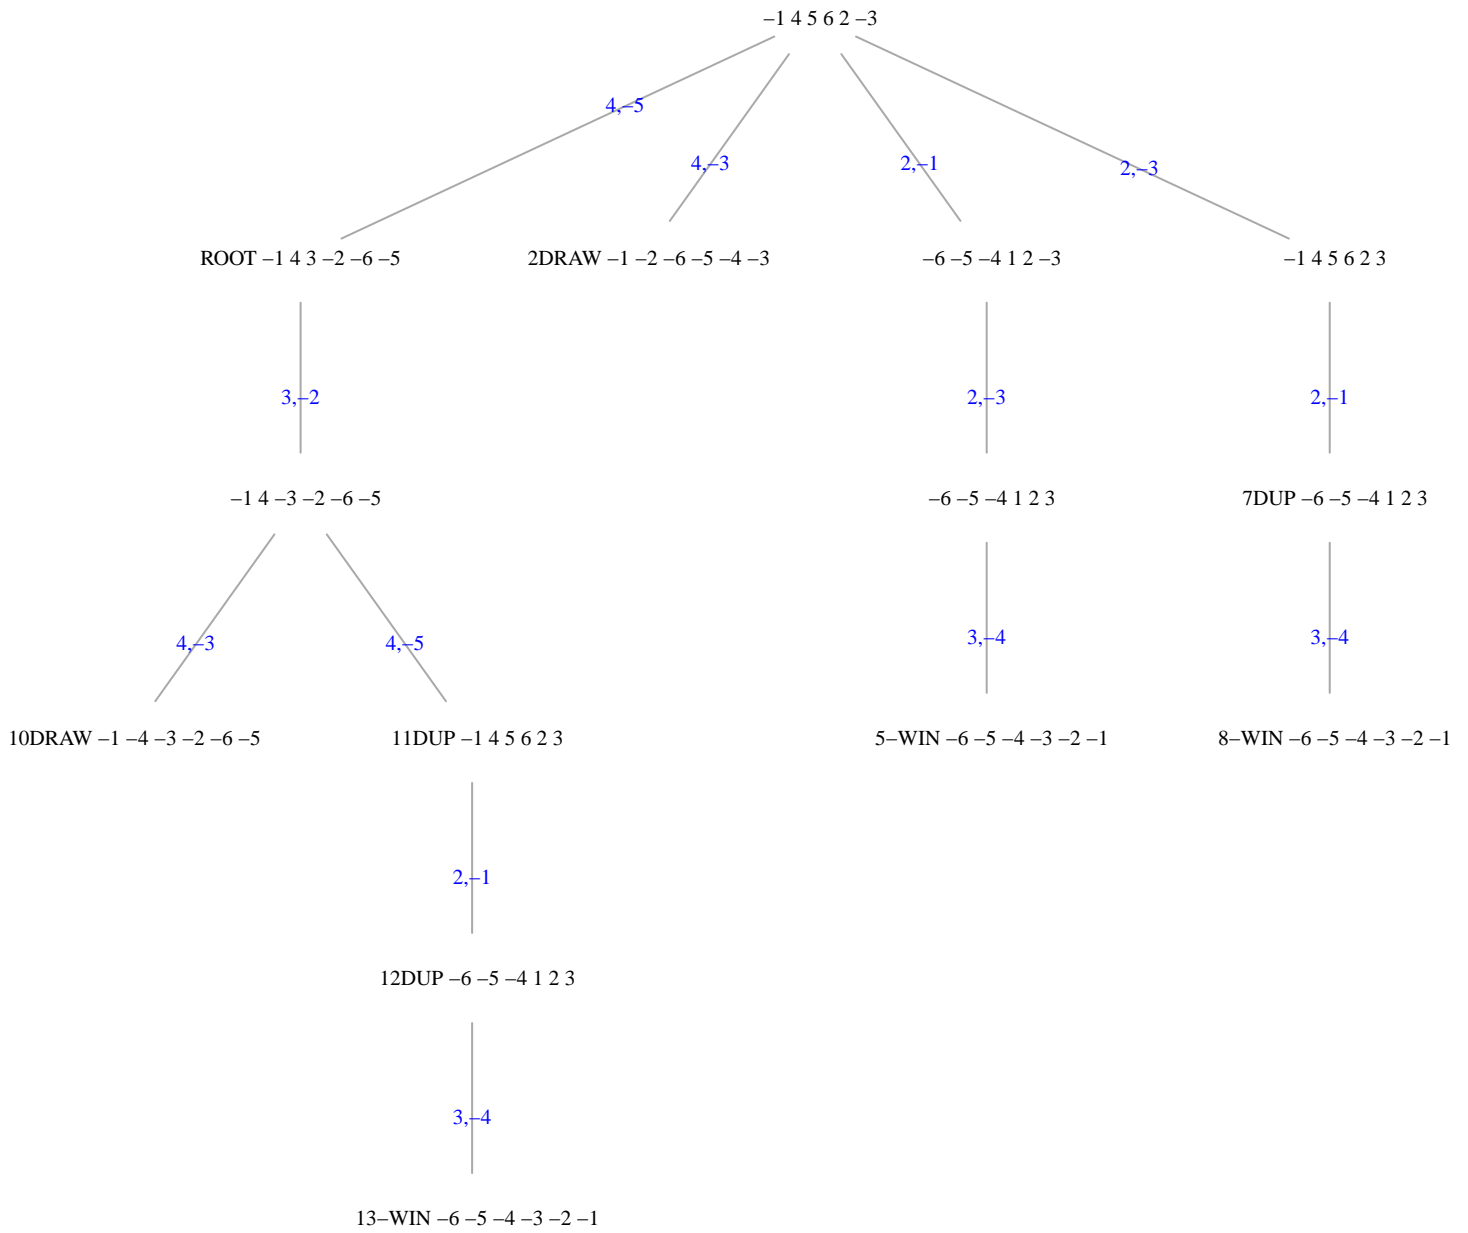 –1 4 5 6 2 –3
4,–5
4,–3
2,–1
2,–3
ROOT –1 4 3 –2 –6 –5
2DRAW –1 –2 –6 –5 –4 –3
–6 –5 –4 1 2 –3
–1 4 5 6 2 3
3,–2
2,–3
2,–1
–1 4 –3 –2 –6 –5
–6 –5 –4 1 2 3
7DUP –6 –5 –4 1 2 3
4,–3
4,–5
3,–4
3,–4
10DRAW –1 –4 –3 –2 –6 –5
11DUP –1 4 5 6 2 3
5–WIN –6 –5 –4 –3 –2 –1
8–WIN –6 –5 –4 –3 –2 –1
2,–1
12DUP –6 –5 –4 1 2 3
3,–4
13–WIN –6 –5 –4 –3 –2 –1